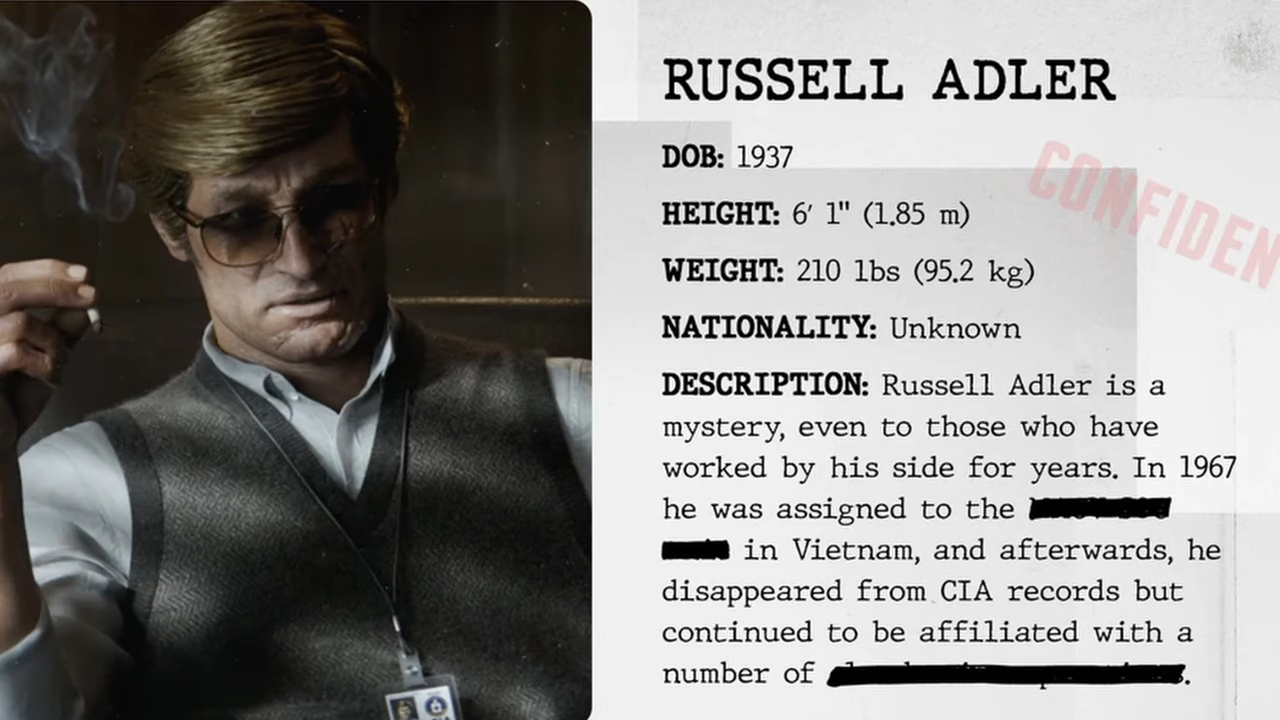 RUSSELL ADLER
CONFIDEN
DOB: 1937
HEIGHT: 6' 1" (1.85 m)
WEIGHT: 210 lbs (95.2 kg)
NATIONALITY: Unknown
DESCRIPTION: Russell Adler is a
mystery, even to those who have
worked by his side for years. In 1967
he was assigned to the
in Vietnam, and afterwards, he
disappeared from CIA records but
continued to be affiliated with a
number of .